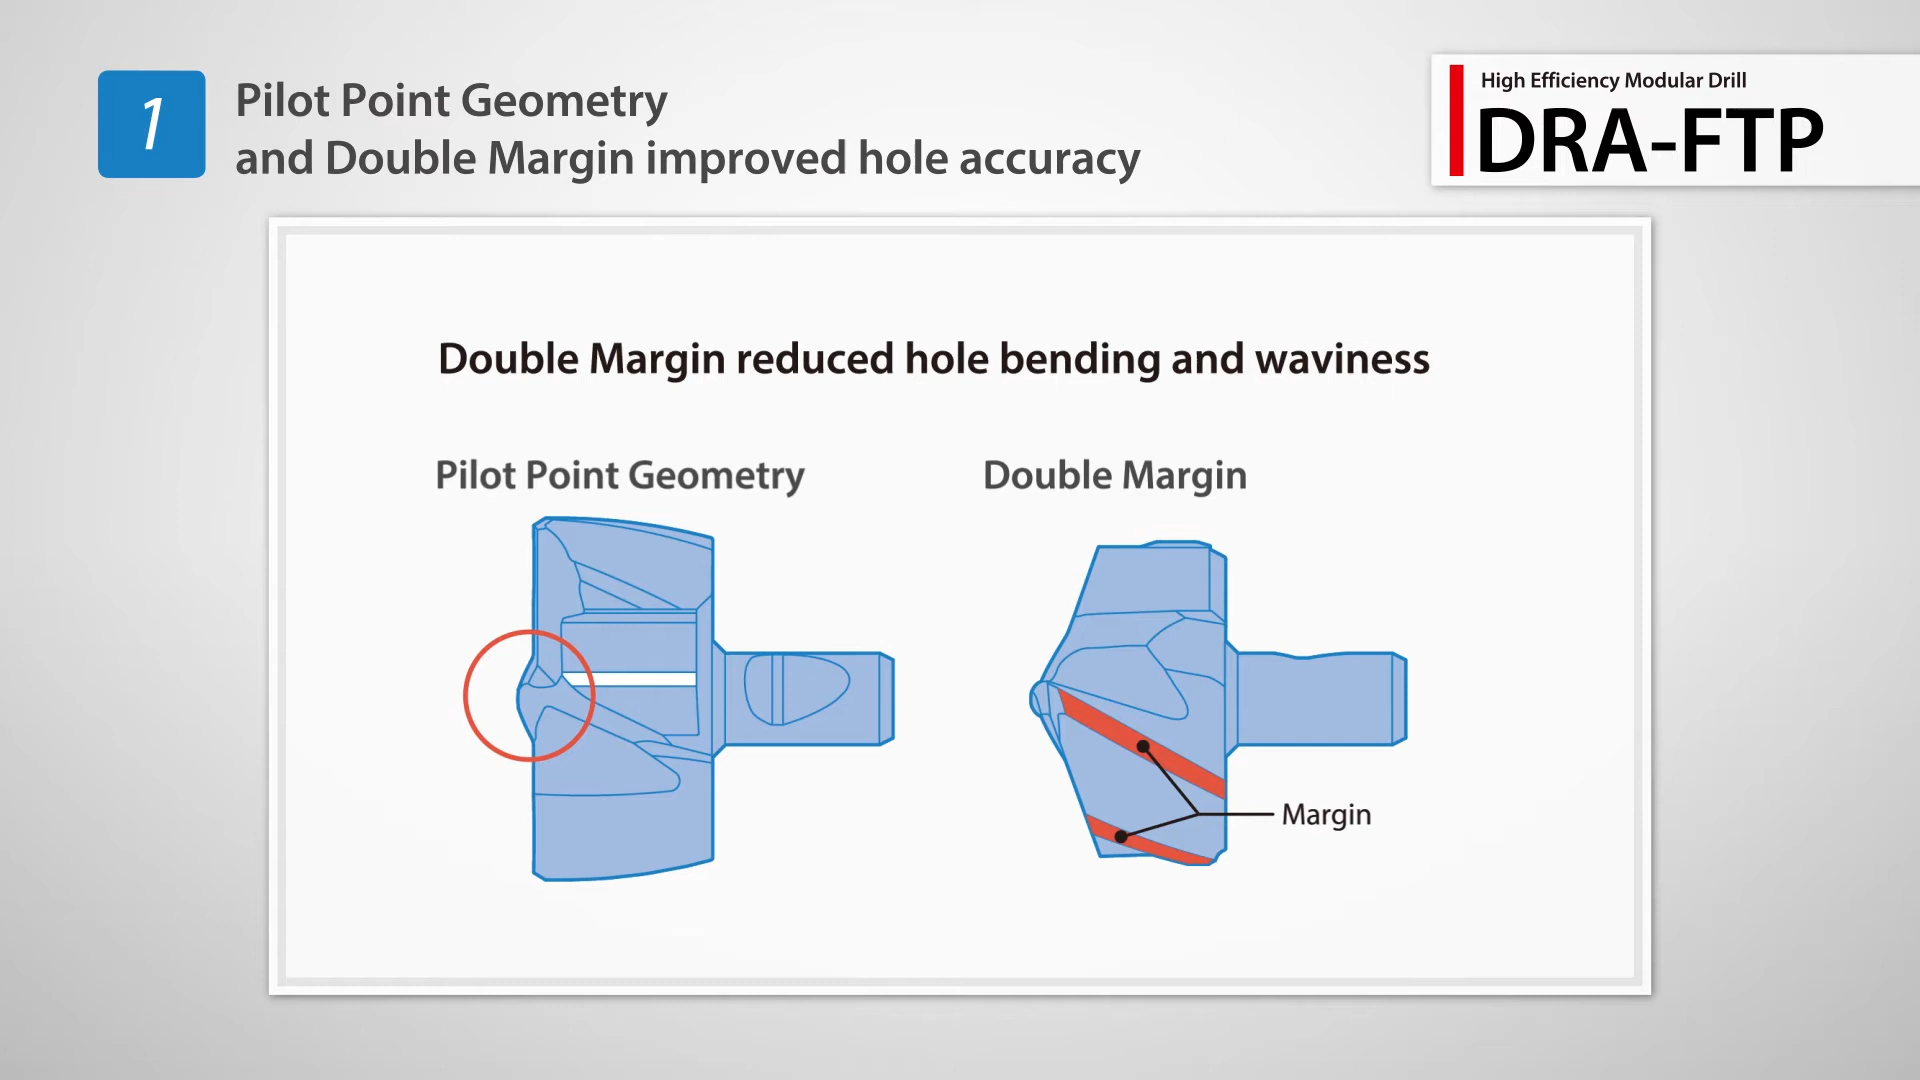 1
Pilot Point Geometry
and Double Margin improved hole accuracy
High Efficiency Modular Drill
DRA-FTP
Double Margin reduced hole bending and waviness
Pilot Point Geometry
Double Margin
Margin